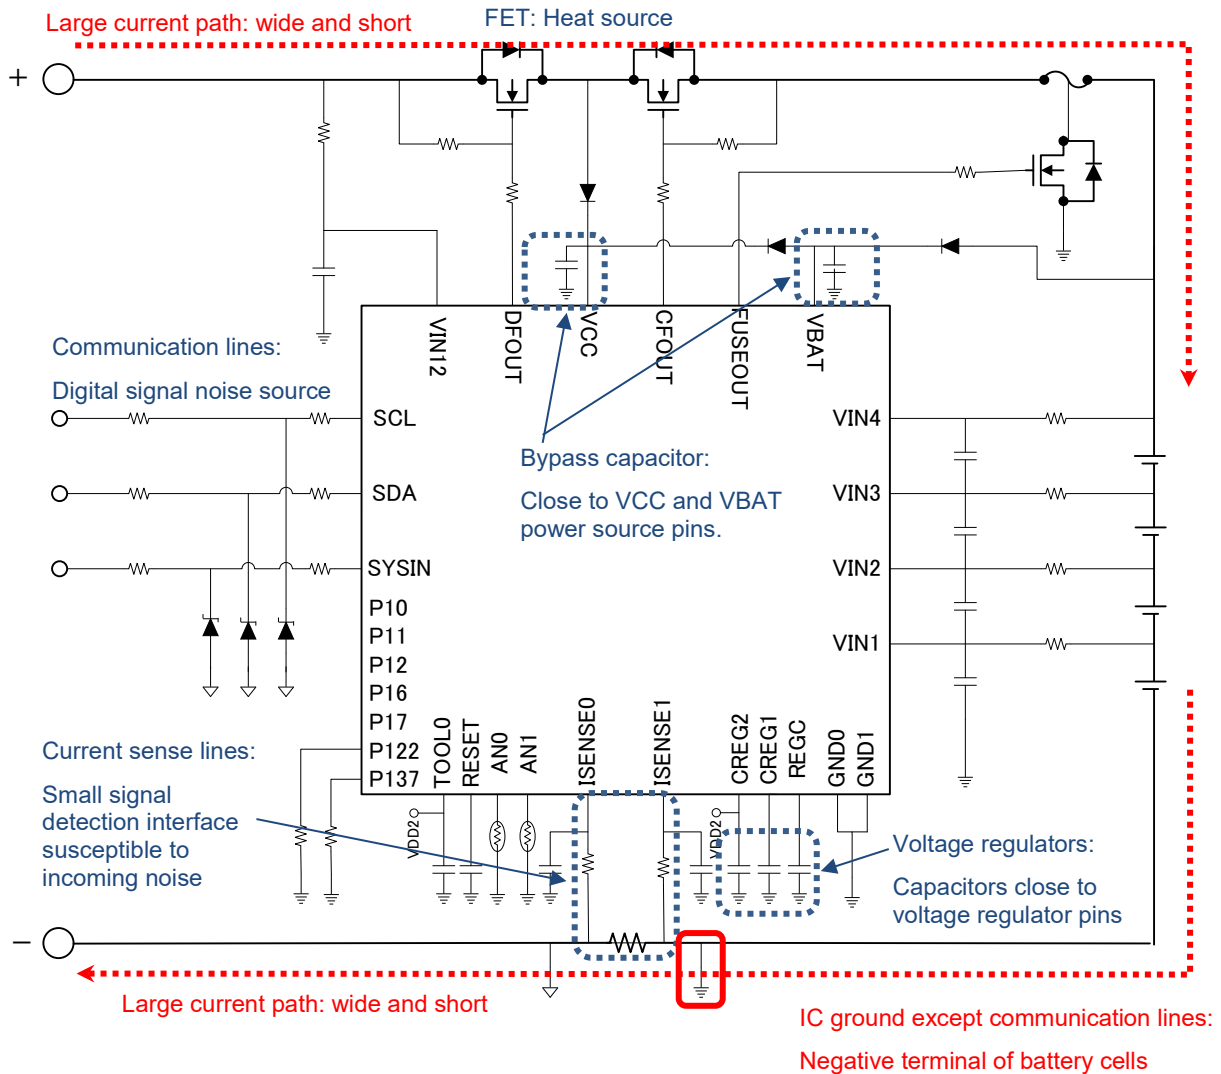 Large current path: wide and short
FET: Heat source
+
VIN12
DFOUT
VCC
CFOUT
FUSEOUT
VBAT
Communication lines:
Digital signal noise source
SCL
SDA
SYSIN
P10
P11
P12
P16
P17
P122
P137
VIN4
VIN3
VIN2
VIN1
Bypass capacitor:
Close to VCC and VBAT
power source pins.
TOOL0
RESET
AN0
AN1
ISENSE0
ISENSE1
CREG2
CREG1
REGC
GND0
GND1
Current sense lines:
Small signal
detection interface
susceptible to
incoming noise
VDD2
VDD2
Voltage regulators:
Capacitors close to
voltage regulator pins
−
Large current path: wide and short
IC ground except communication lines:
Negative terminal of battery cells